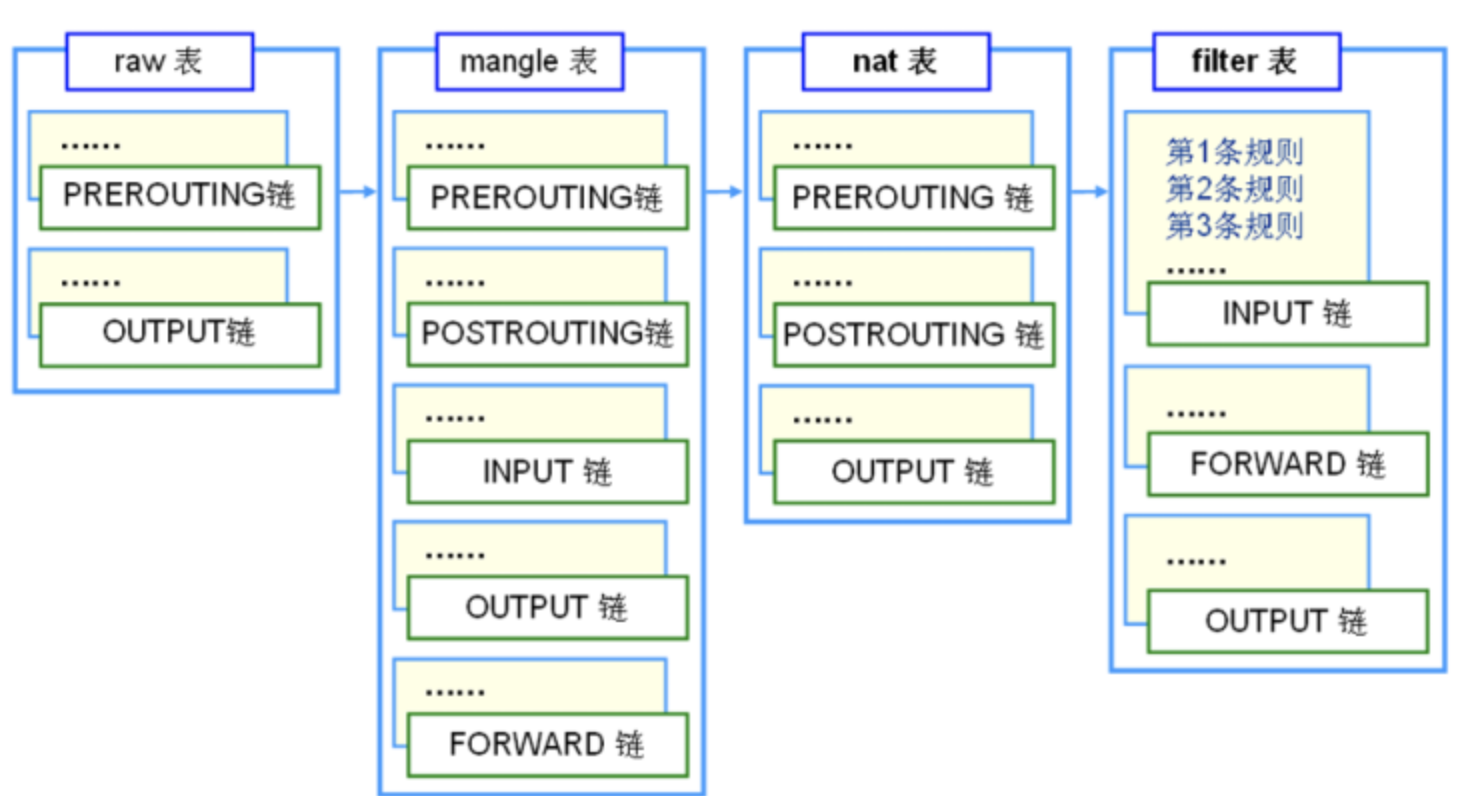 raw 表
……
PREROUTING链
……
OUTPUT链
mangle 表
……
PREROUTING链
……
POSTROUTING链
……
INPUT 链
……
OUTPUT 链
……
FORWARD 链
nat 表
……
PREROUTING 链
……
POSTROUTING 链
……
OUTPUT 链
filter 表
第1条规则
第2条规则
第3条规则
……
INPUT 链
……
FORWARD 链
……
OUTPUT 链